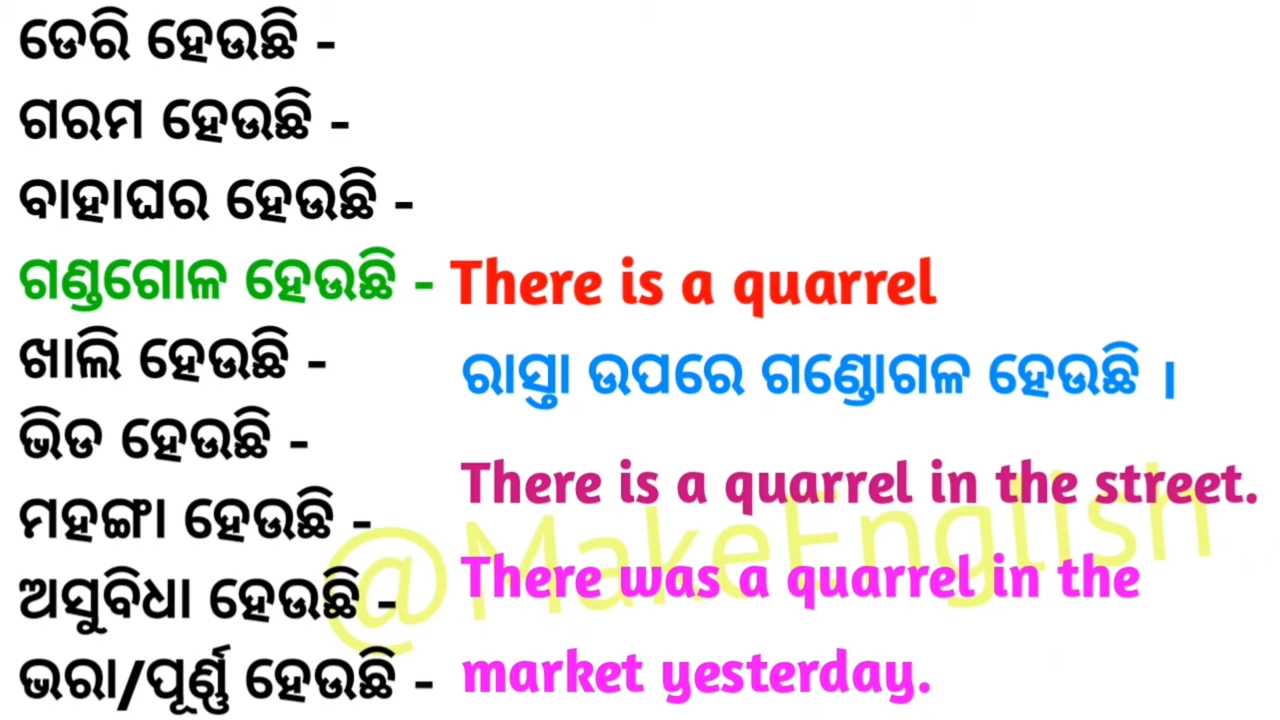 ଡେରି ହେଉଛି -
ଗରମ ହେଉଛି -
ବାହାଘର ହେଉଛି -
ଗଣ୍ଡଗୋଳ ହେଉଛି - There is a quarrel
ଖାଲି ହେଉଛି -
ରାସ୍ତା ଉପରେ ଗଣ୍ଡୋଗଳ ହେଉଛି ।
ଭିଡ ହେଉଛି -
There is a quarrel in the street.
ମହଙ୍ଗା ହେଉଛି -
@MakeEnglish
There was a quarrel in the
ଅସୁବିଧା ହେଉଛି -
ଭରା/ପୂର୍ଣ୍ଣ ହେଉଛି - market yesterday.